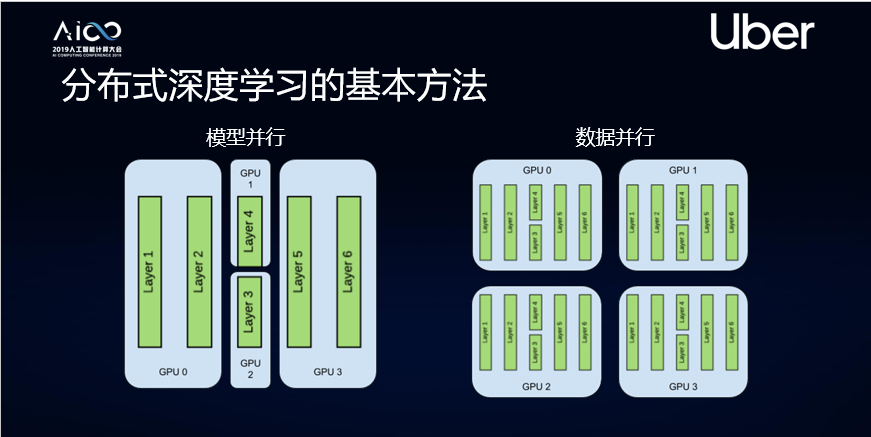 AiCC
2019人工智能计算大会
AI COMPUTING CONFERENCE 2019
Uber
分布式深度学习的基本方法
模型并行
Layer 1
Layer 2
GPU 0
GPU
1
Layer 4
Layer 3
GPU
2
Layer 5
Layer 6
GPU 3
数据并行
GPU 0
Layer 1
Layer 2
Layer 4
Layer 3
Layer 5
Layer 6
GPU 1
Layer 1
Layer 2
Layer 4
Layer 3
Layer 5
Layer 6
Layer 1
Layer 2
Layer 4
Layer 3
Layer 5
Layer 6
GPU 2
Layer 1
Layer 2
Layer 4
Layer 3
Layer 5
Layer 6
GPU 3